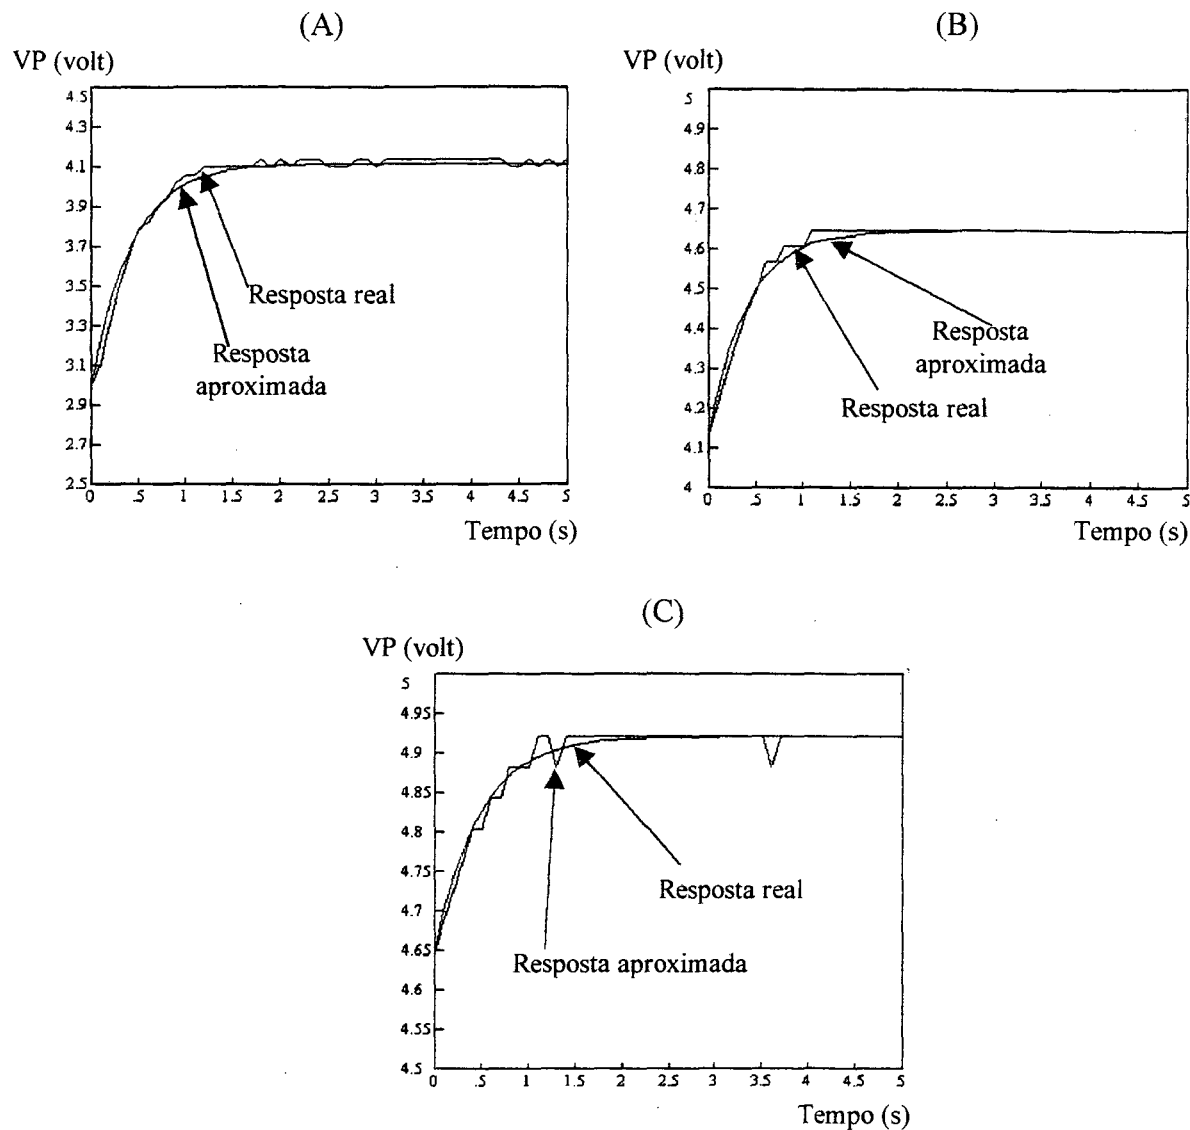 (A)
VP (volt)
4.5
4.3
4.1
3.9
3.7
3.5
3.3
3.1
2.9
2.7
2.5
0 .5 1 1.5 2 2.5 3 3.5 4 4.5 5
Tempo (s)
Resposta real
Resposta
aproximada
(B)
VP (volt)
5
4.9
4.8
4.7
4.6
4.5
4.4
4.3
4.2
4.1
4
0 .5 1 1.5 2 2.5 3 3.5 4 4.5 5
Tempo (s)
Resposta
aproximada
Resposta real
(C)
VP (volt)
5
4.95
4.9
4.85
4.8
4.75
4.7
4.65
4.6
4.55
4.5
0 .5 1 1.5 2 2.5 3 3.5 4 4.5 5
Tempo (s)
Resposta real
Resposta aproximada